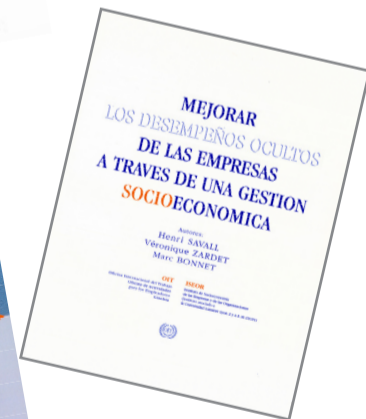 MEJORAR
LOS DESEMPEÑOS OCULTOS
DE LAS EMPRESAS
A TRAVES DE UNA GESTION
SOCIOECONOMICA
Autores:
Henri SAVALL
Véronique ZARDET
Marc BONNET
OIT
ISEOR